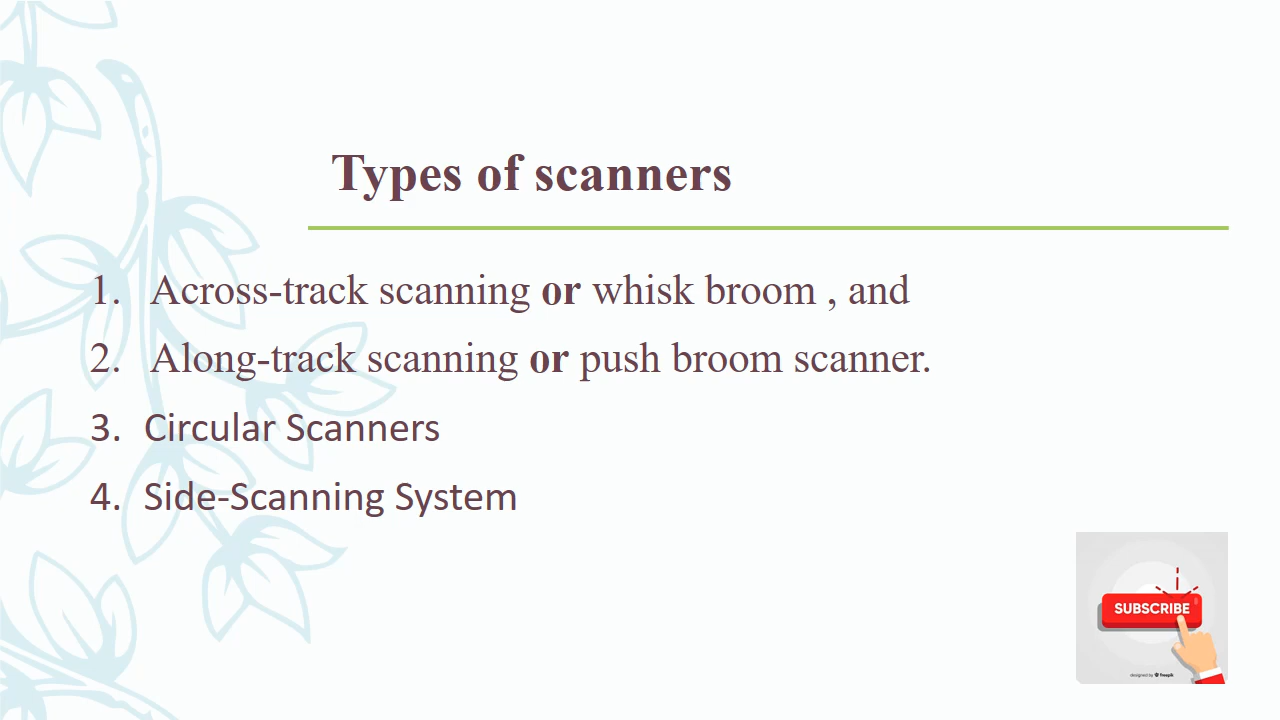 Types of scanners
1. Across-track scanning or whisk broom , and
2. Along-track scanning or push broom scanner.
3. Circular Scanners
4. Side-Scanning System
SUBSCRIBE
designed by freepik